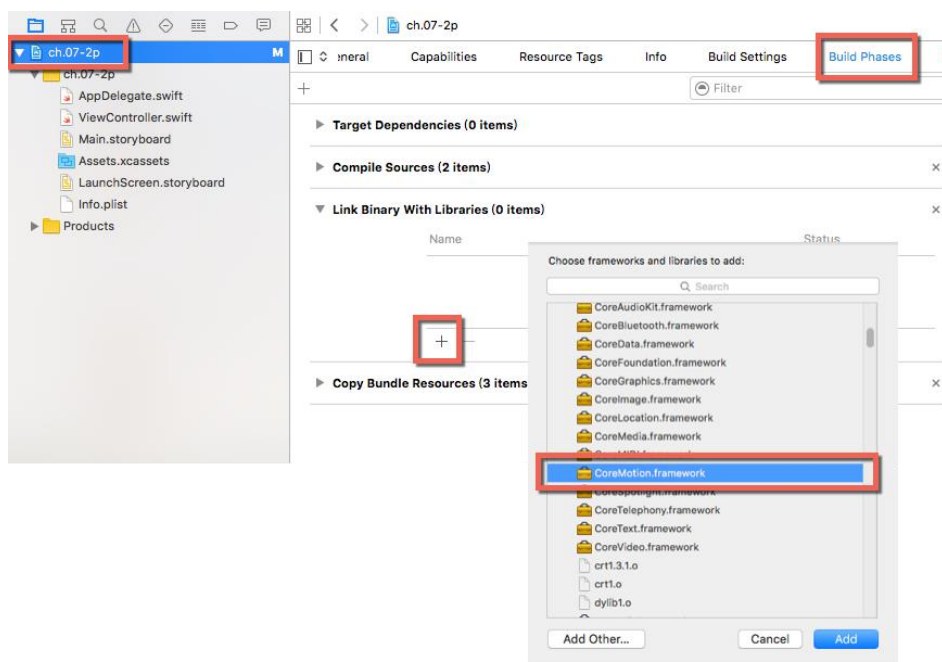 ch.07-2p
ch.07-2p M
eneral Capabilities Resource Tags Info Build Settings Build Phases
ch.07-2p
AppDelegate.swift
ViewController.swift
Main.storyboard
Assets.xcassets
LaunchScreen.storyboard
Info.plist
Products
Filter
Target Dependencies (0 items)
Compile Sources (2 items)
Link Binary With Libraries (0 items)
Name Status
Copy Bundle Resources (3 items
Choose frameworks and libraries to add:
Search
CoreAudioKit.framework
CoreBluetooth.framework
CoreData.framework
CoreFoundation.framework
CoreGraphics.framework
CoreImage.framework
CoreLocation.framework
CoreMedia.framework
CoreMotion.framework
CoreSpotlight.framework
CoreTelephony.framework
CoreText.framework
CoreVideo.framework
crt1.3.1.o
crt1.o
dylib1.o
Add Other... Cancel Add